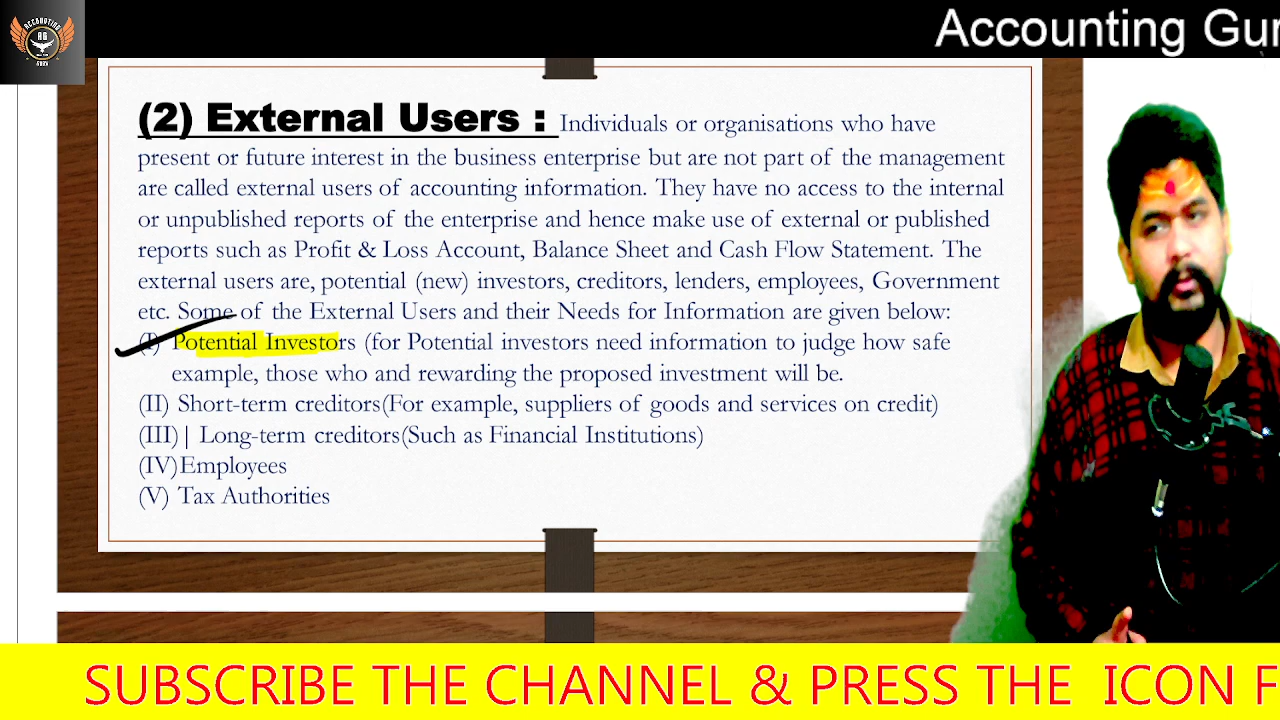 Accounting Gur
ACCOUNTING
AG
GURU
(2) External Users : Individuals or organisations who have
present or future interest in the business enterprise but are not part of the management
are called external users of accounting information. They have no access to the internal
or unpublished reports of the enterprise and hence make use of external or published
reports such as Profit & Loss Account, Balance Sheet and Cash Flow Statement. The
external users are, potential (new) investors, creditors, lenders, employees, Government
etc. Some of the External Users and their Needs for Information are given below:
(I) Potential Investors (for Potential investors need information to judge how safe
example, those who and rewarding the proposed investment will be.
(II) Short-term creditors(For example, suppliers of goods and services on credit)
(III)| Long-term creditors(Such as Financial Institutions)
(IV)Employees
(V) Tax Authorities
SUBSCRIBE THE CHANNEL & PRESS THE ICON F